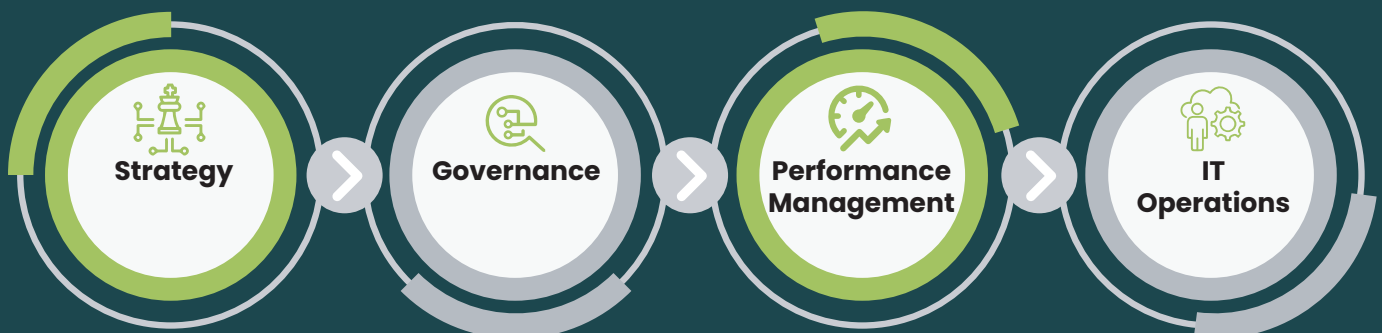 Strategy
Governance
Performance
Management
IT
Operations